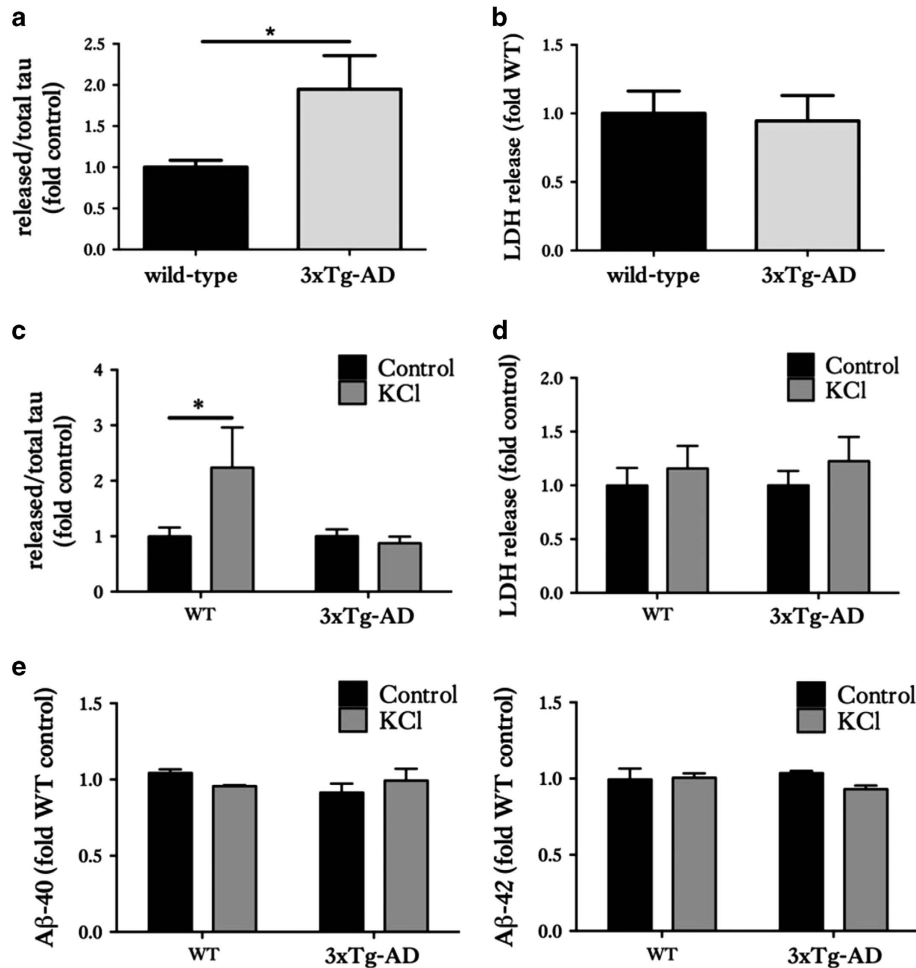 a
released/total tau
(fold control)
2.5
2.0
1.5
1.0
0.5
0.0
*
wild-type 3xTg-AD
b
LDH release (fold WT)
1.5
1.0
0.5
0.0
wild-type 3xTg-AD
c
released/total tau
(fold control)
4
3
2
1
0
*
Control
KCl
WT 3xTg-AD
d
LDH release (fold control)
2.0
1.5
1.0
0.5
0.0
Control
KCl
WT 3xTg-AD
e
Aβ-40 (fold WT control)
1.5
1.0
0.5
0.0
Control
KCl
WT 3xTg-AD
Aβ-42 (fold WT control)
1.5
1.0
0.5
0.0
Control
KCl
WT 3xTg-AD